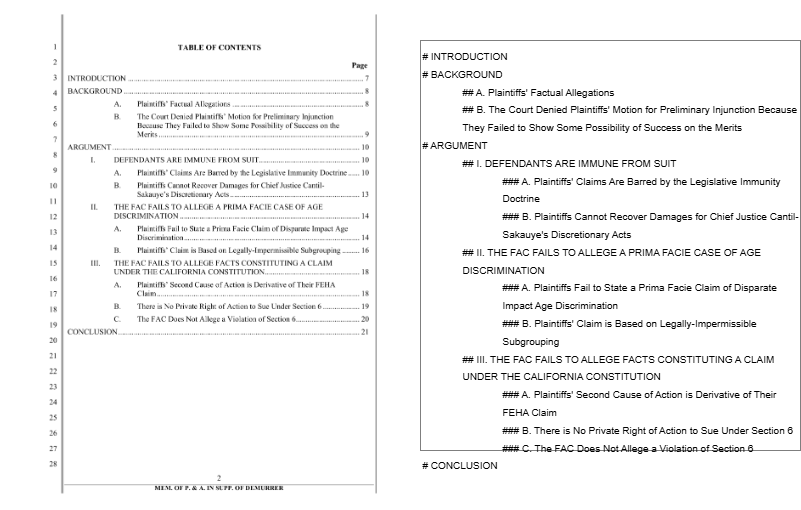 1
2
3
4
5
6
7
8
9
10
11
12
13
14
15
16
17
18
19
20
21
22
23
24
25
26
27
28
TABLE OF CONTENTS
Page
INTRODUCTION ... 7
BACKGROUND ... 8
A. Plaintiffs' Factual Allegations ... 8
B. The Court Denied Plaintiffs' Motion for Preliminary Injunction
Because They Failed to Show Some Possibility of Success on the
Merits ... 9
ARGUMENT ... 10
I. DEFENDANTS ARE IMMUNE FROM SUIT ... 10
A. Plaintiffs' Claims Are Barred by the Legislative Immunity Doctrine ... 10
B. Plaintiffs Cannot Recover Damages for Chief Justice Cantil-
Sakauye's Discretionary Acts ... 13
II. THE FAC FAILS TO ALLEGE A PRIMA FACIE CASE OF AGE
DISCRIMINATION ... 14
A. Plaintiffs Fail to State a Prima Facie Claim of Disparate Impact Age
Discrimination ... 14
B. Plaintiffs' Claim is Based on Legally-Impermissible Subgrouping ... 16
III. THE FAC FAILS TO ALLEGE FACTS CONSTITUTING A CLAIM
UNDER THE CALIFORNIA CONSTITUTION ... 18
A. Plaintiffs' Second Cause of Action is Derivative of Their FEHA
Claim ... 18
B. There is No Private Right of Action to Sue Under Section 6 ... 19
C. The FAC Does Not Allege a Violation of Section 6 ... 20
CONCLUSION ... 21
2
MEM. OF P. & A. IN SUPP. OF DEMURRER
# INTRODUCTION
# BACKGROUND
## A. Plaintiffs' Factual Allegations
## B. The Court Denied Plaintiffs' Motion for Preliminary Injunction Because
They Failed to Show Some Possibility of Success on the Merits
# ARGUMENT
## I. DEFENDANTS ARE IMMUNE FROM SUIT
### A. Plaintiffs' Claims Are Barred by the Legislative Immunity
Doctrine
### B. Plaintiffs Cannot Recover Damages for Chief Justice Cantil-
Sakauye's Discretionary Acts
## II. THE FAC FAILS TO ALLEGE A PRIMA FACIE CASE OF AGE
DISCRIMINATION
### A. Plaintiffs Fail to State a Prima Facie Claim of Disparate
Impact Age Discrimination
### B. Plaintiffs' Claim is Based on Legally-Impermissible
Subgrouping
## III. THE FAC FAILS TO ALLEGE FACTS CONSTITUTING A CLAIM
UNDER THE CALIFORNIA CONSTITUTION
### A. Plaintiffs' Second Cause of Action is Derivative of Their
FEHA Claim
### B. There is No Private Right of Action to Sue Under Section 6
### C. The FAC Does Not Allege a Violation of Section 6
# CONCLUSION